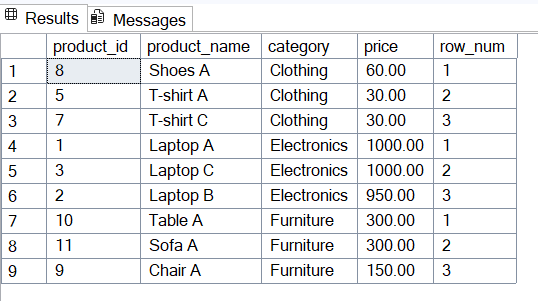 Results Messages
product_id product_name category price row_num
1 8 Shoes A Clothing 60.00 1
2 5 T-shirt A Clothing 30.00 2
3 7 T-shirt C Clothing 30.00 3
4 1 Laptop A Electronics 1000.00 1
5 3 Laptop C Electronics 1000.00 2
6 2 Laptop B Electronics 950.00 3
7 10 Table A Furniture 300.00 1
8 11 Sofa A Furniture 300.00 2
9 9 Chair A Furniture 150.00 3